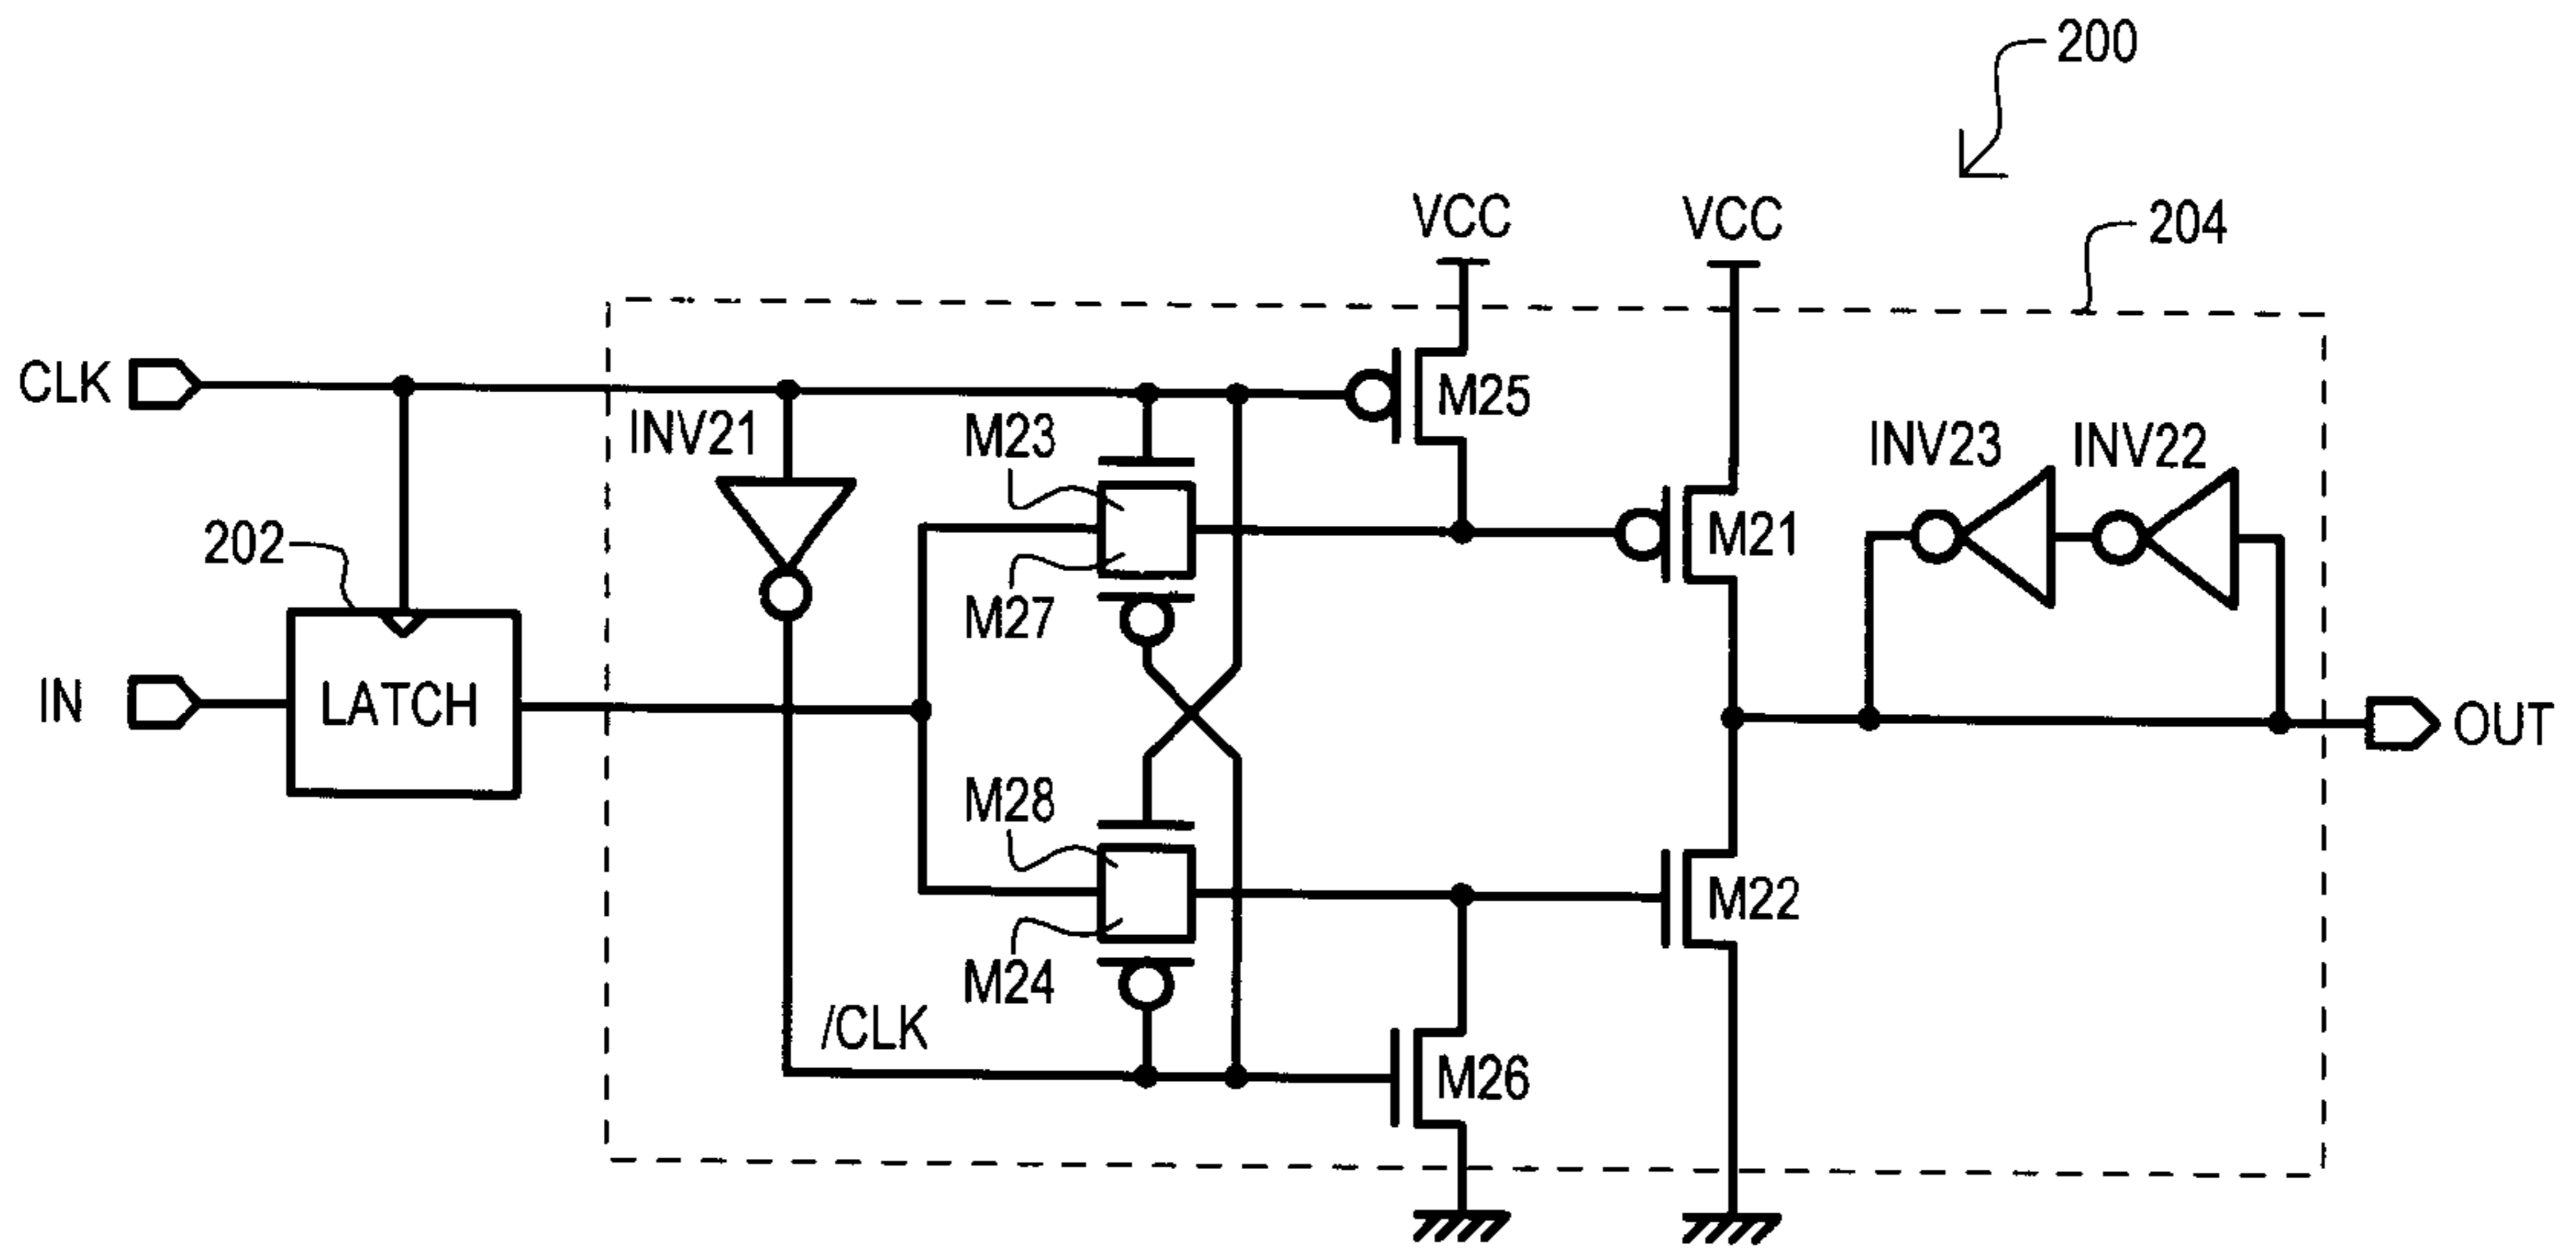 200
204
VCC
VCC
CLK
INV21
M23
M25
INV23
INV22
202
M27
M21
IN
LATCH
OUT
M28
M22
M24
/CLK
M26